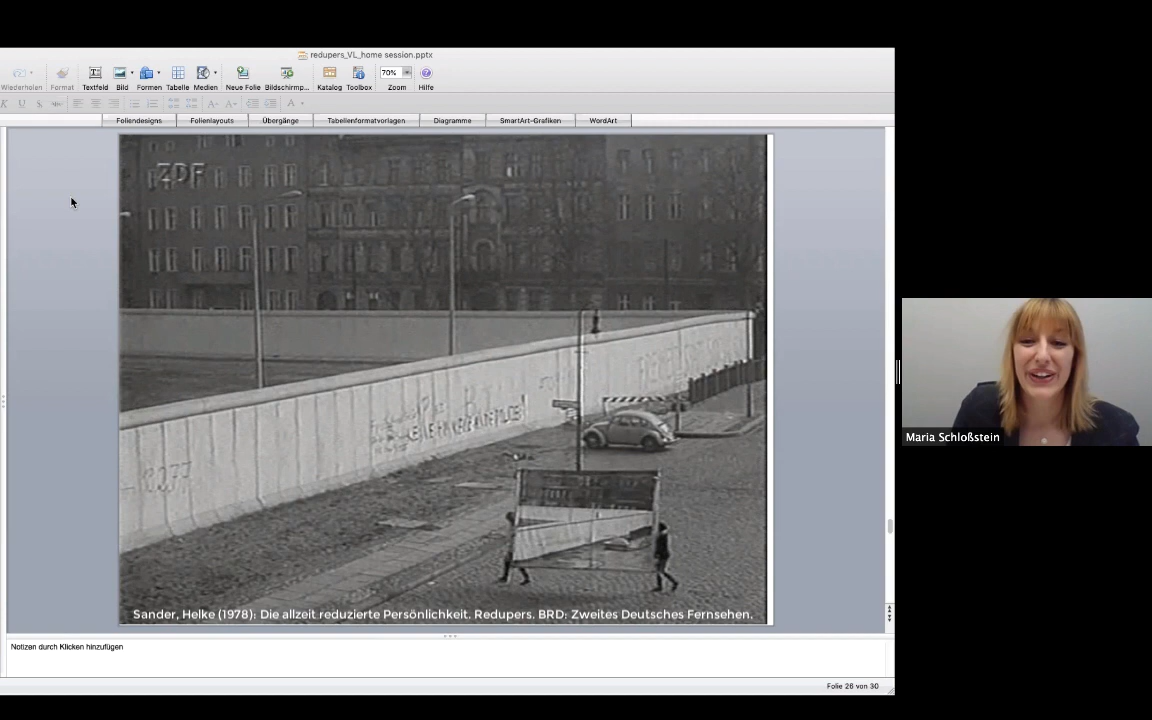 redupers_VL_home session.pptx
70%
Wiederholen Format Textfeld Bild Formen Tabelle Medien Neue Folie Bildschirmp... Katalog Toolbox Zoom Hilfe
Foliendesigns Folienlayouts Übergänge Tabellenformatvorlagen Diagramme SmartArt-Grafiken WordArt
ZDF
Sander, Helke (1978): Die allzeit reduzierte Persönlichkeit. Redupers. BRD: Zweites Deutsches Fernsehen.
Maria Schloßstein
Notizen durch Klicken hinzufügen
Folie 26 von 30